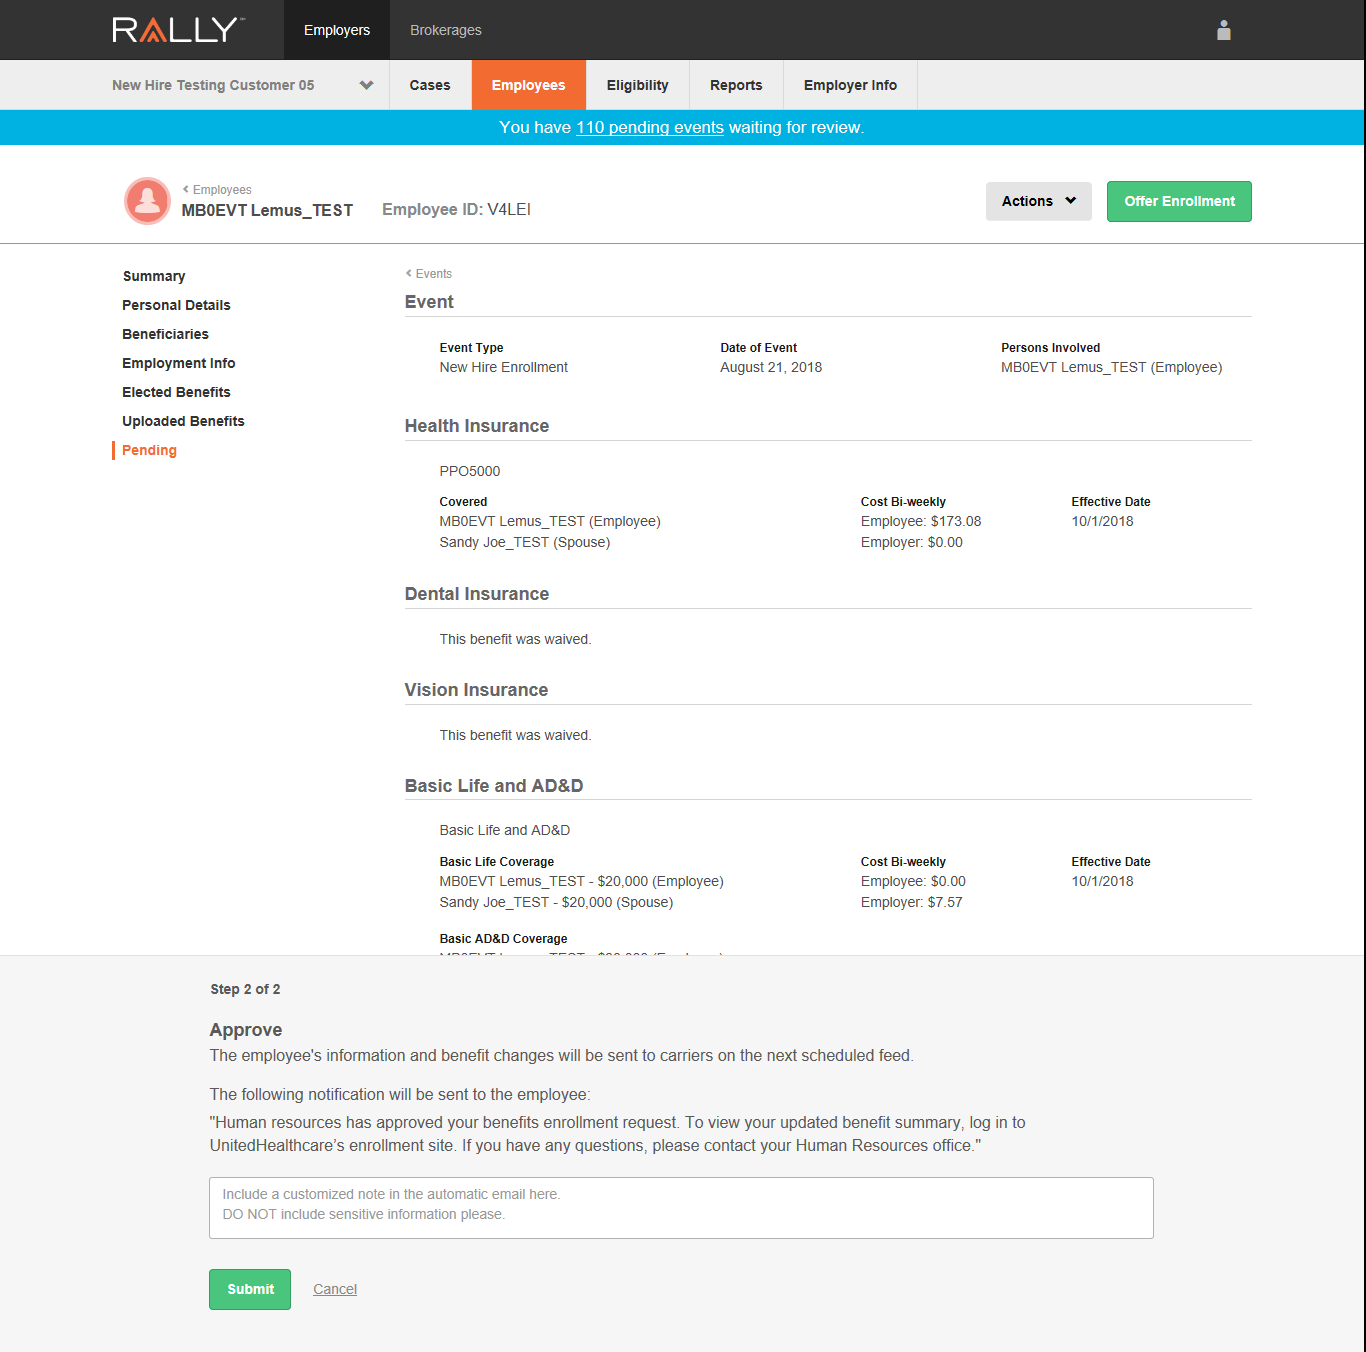 RALLY
Employers
Brokerages
New Hire Testing Customer 05
Cases
Employees
Eligibility
Reports
Employer Info
You have 110 pending events waiting for review.
Employees
MB0EVT Lemus_TEST
Employee ID: V4LEI
Actions
Offer Enrollment
Summary
Personal Details
Beneficiaries
Employment Info
Elected Benefits
Uploaded Benefits
Pending
Events
Event
Event Type
Date of Event
Persons Involved
New Hire Enrollment
August 21, 2018
MB0EVT Lemus_TEST (Employee)
Health Insurance
PPO5000
Covered
Cost Bi-weekly
Effective Date
MB0EVT Lemus_TEST (Employee)
Employee: $173.08
10/1/2018
Sandy Joe_TEST (Spouse)
Employer: $0.00
Dental Insurance
This benefit was waived.
Vision Insurance
This benefit was waived.
Basic Life and AD&D
Basic Life and AD&D
Basic Life Coverage
Cost Bi-weekly
Effective Date
MB0EVT Lemus_TEST - $20,000 (Employee)
Employee: $0.00
10/1/2018
Sandy Joe_TEST - $20,000 (Spouse)
Employer: $7.57
Basic AD&D Coverage
Step 2 of 2
Approve
The employee's information and benefit changes will be sent to carriers on the next scheduled feed.
The following notification will be sent to the employee:
"Human resources has approved your benefits enrollment request. To view your updated benefit summary, log in to
UnitedHealthcare’s enrollment site. If you have any questions, please contact your Human Resources office."
Include a customized note in the automatic email here.
DO NOT include sensitive information please.
Submit
Cancel